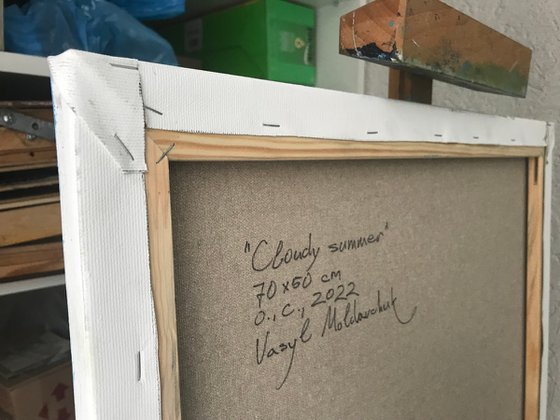 "Cloudy summer"
70x50 cm
o., c., 2022
Vasyl Moldavchuk